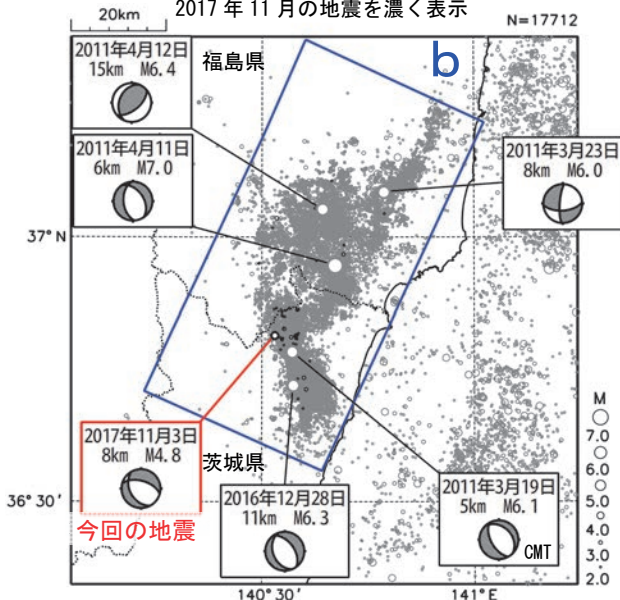 2017年11月の地震を濃く表示
20km
N=17712
2011年4月12日
15km M6.4
福島県
b
2011年4月11日
6km M7.0
2011年3月23日
8km M6.0
37°N
2017年11月3日
8km M4.8
今回の地震
茨城県
2016年12月28日
11km M6.3
2011年3月19日
5km M6.1
CMT
M
7.0
6.0
5.0
4.0
3.0
2.0
36°30'
140°30'
141°E